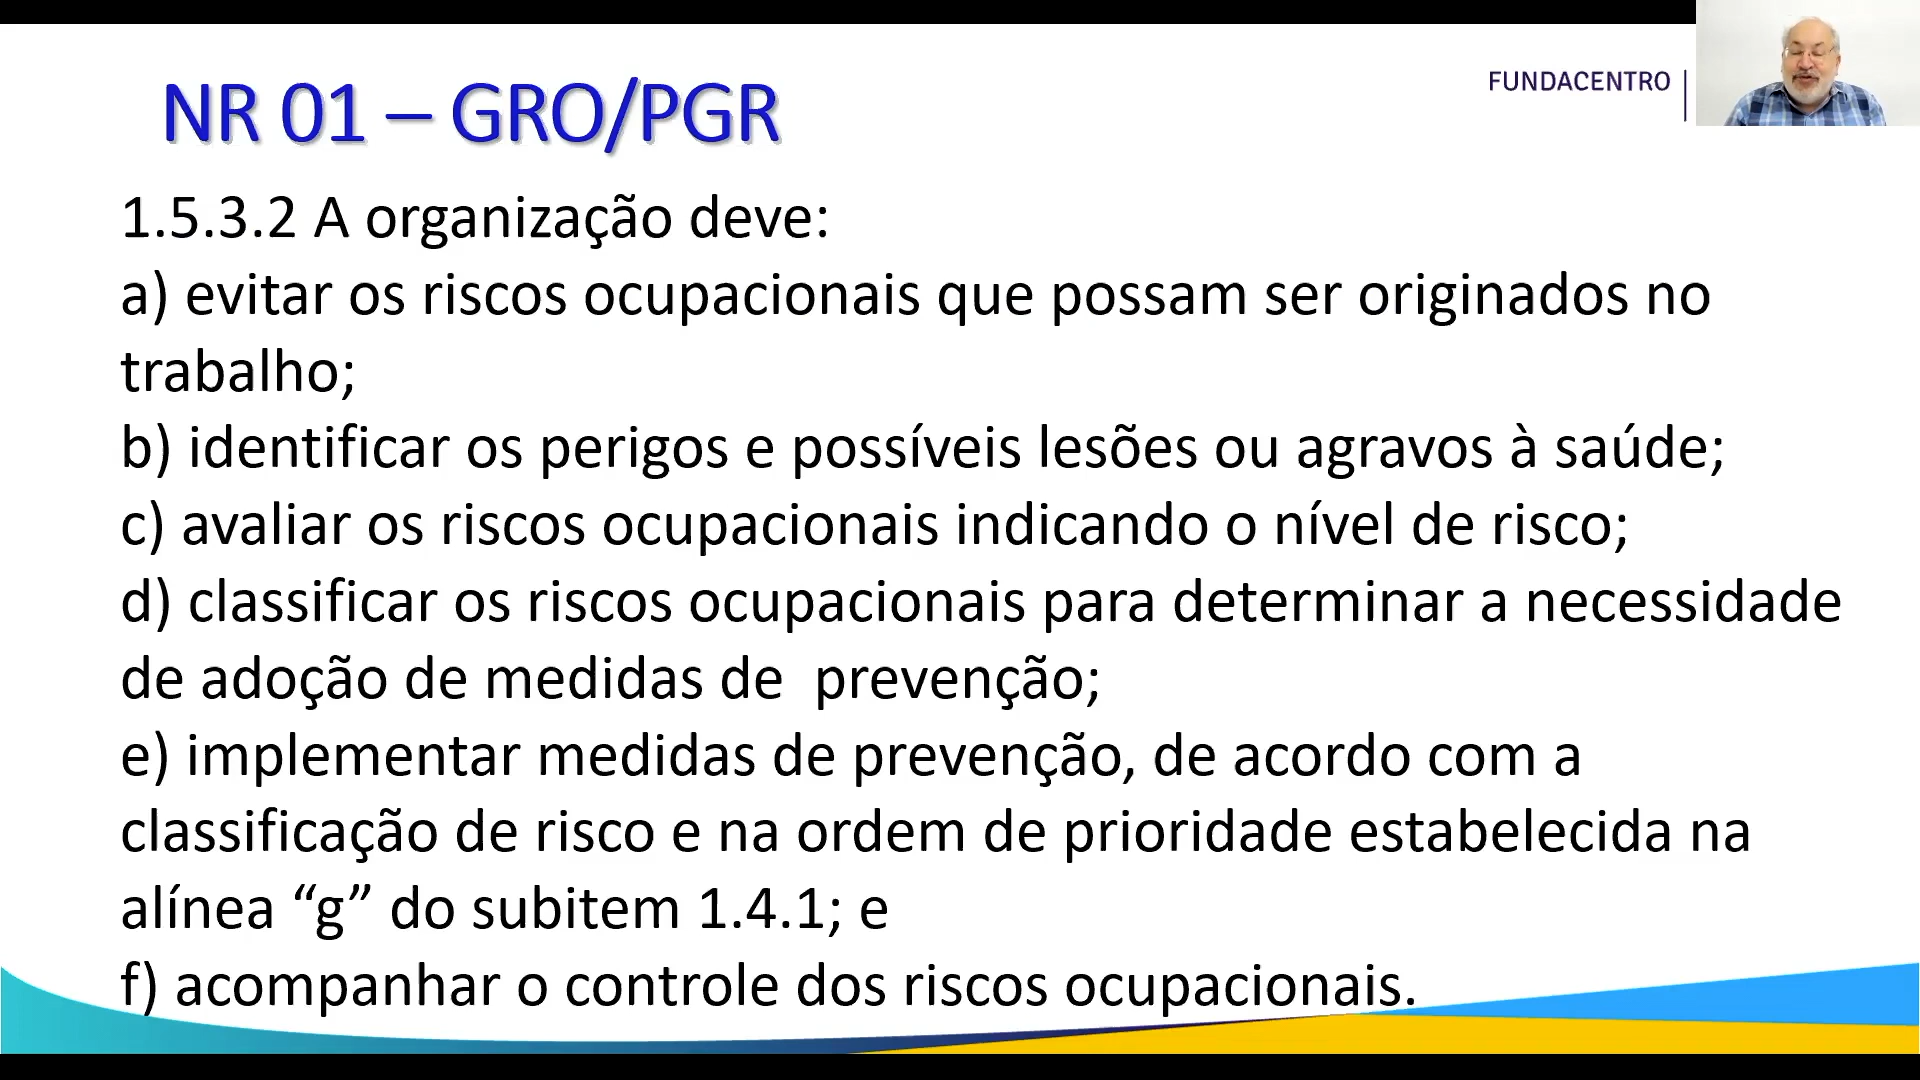 FUNDACENTRO
NR 01 – GRO/PGR
1.5.3.2 A organização deve:
a) evitar os riscos ocupacionais que possam ser originados no
trabalho;
b) identificar os perigos e possíveis lesões ou agravos à saúde;
c) avaliar os riscos ocupacionais indicando o nível de risco;
d) classificar os riscos ocupacionais para determinar a necessidade
de adoção de medidas de  prevenção;
e) implementar medidas de prevenção, de acordo com a
classificação de risco e na ordem de prioridade estabelecida na
alínea “g” do subitem 1.4.1; e
f) acompanhar o controle dos riscos ocupacionais.